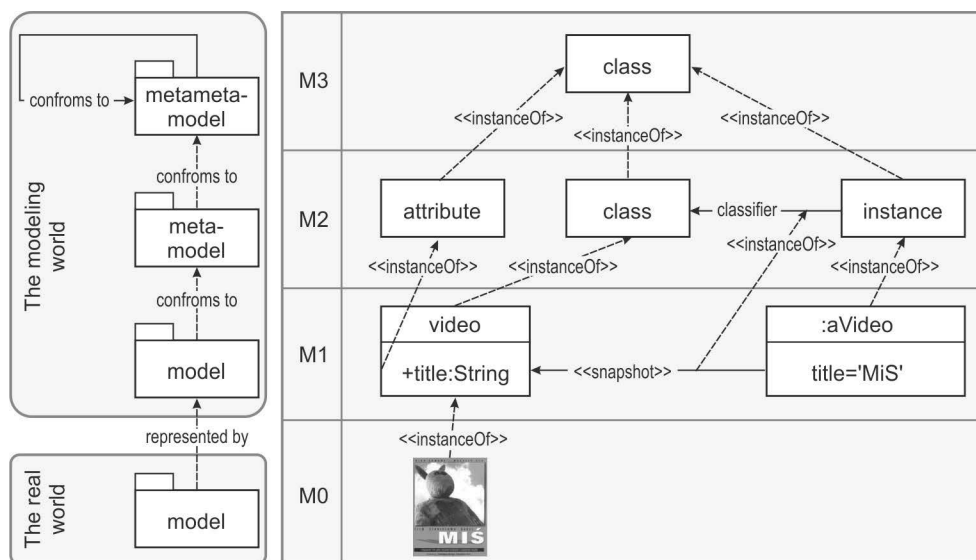 The modeling
world
confroms to
metameta-
model
confroms to
meta-
model
confroms to
model
represented by
The real
world
model
M3
class
<<instanceOf>>
<<instanceOf>>
<<instanceOf>>
M2
attribute
class
classifier
instance
<<instanceOf>>
<<instanceOf>>
<<instanceOf>>
<<instanceOf>>
M1
video
+title:String
<<snapshot>>
:aVideo
title='MiS'
<<instanceOf>>
M0
MIŚ